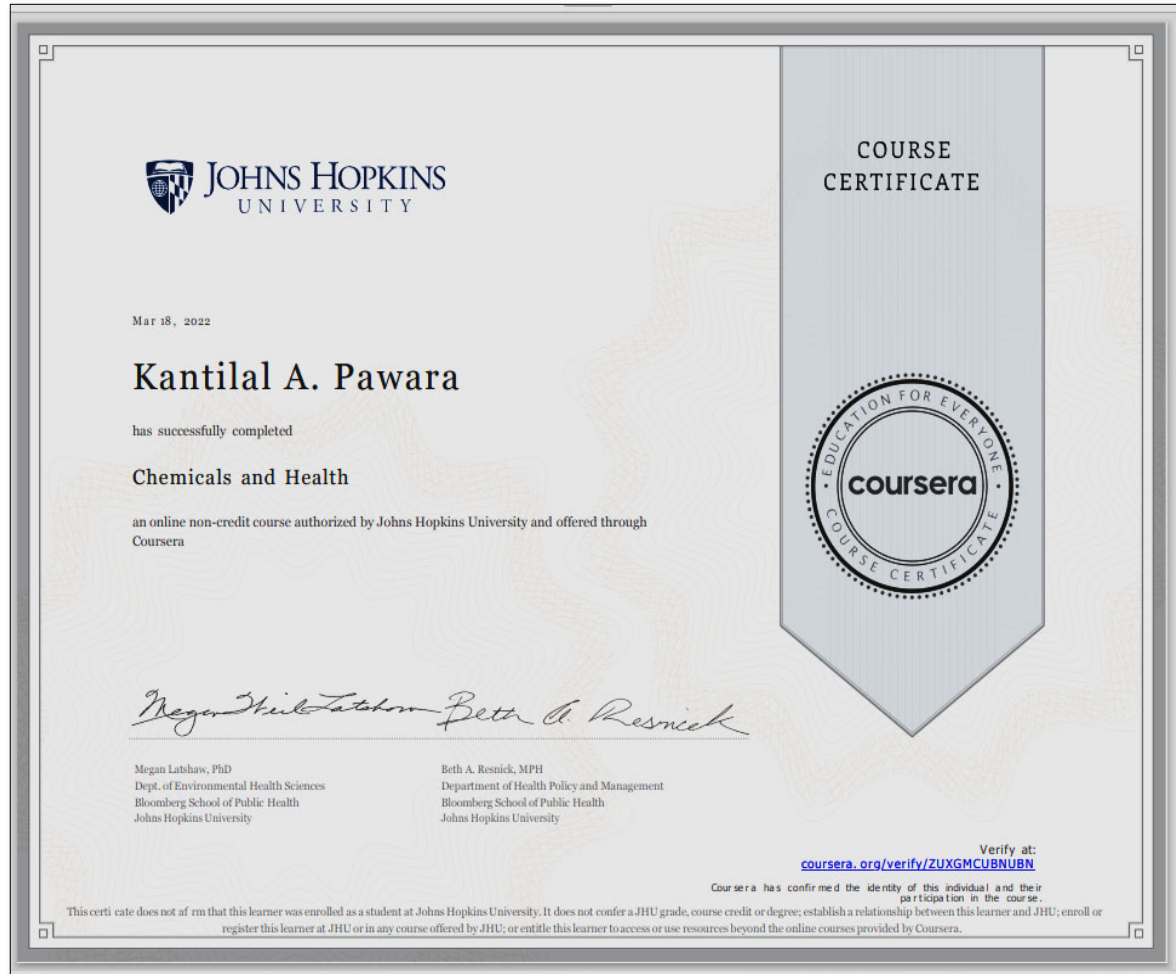 JOHNS HOPKINS
UNIVERSITY
COURSE
CERTIFICATE
Mar 18, 2022
Kantilal A. Pawara
has successfully completed
Chemicals and Health
an online non-credit course authorized by Johns Hopkins University and offered through
Coursera
EDUCATION FOR EVERYONE
coursera
COURSE CERTIFICATE
Megan Weil Latshaw Beth A. Resnick
Megan Latshaw, PhD
Dept. of Environmental Health Sciences
Bloomberg School of Public Health
Johns Hopkins University
Beth A. Resnick, MPH
Department of Health Policy and Management
Bloomberg School of Public Health
Johns Hopkins University
Verify at:
coursera.org/verify/ZUXGMCUBNUBN
Coursera has confirmed the identity of this individual and their
participation in the course.
This certi cate does not af rm that this learner was enrolled as a student at Johns Hopkins University. It does not confer a JHU grade, course credit or degree; establish a relationship between this learner and JHU; enroll or
register this learner at JHU or in any course offered by JHU; or entitle this learner to access or use resources beyond the online courses provided by Coursera.